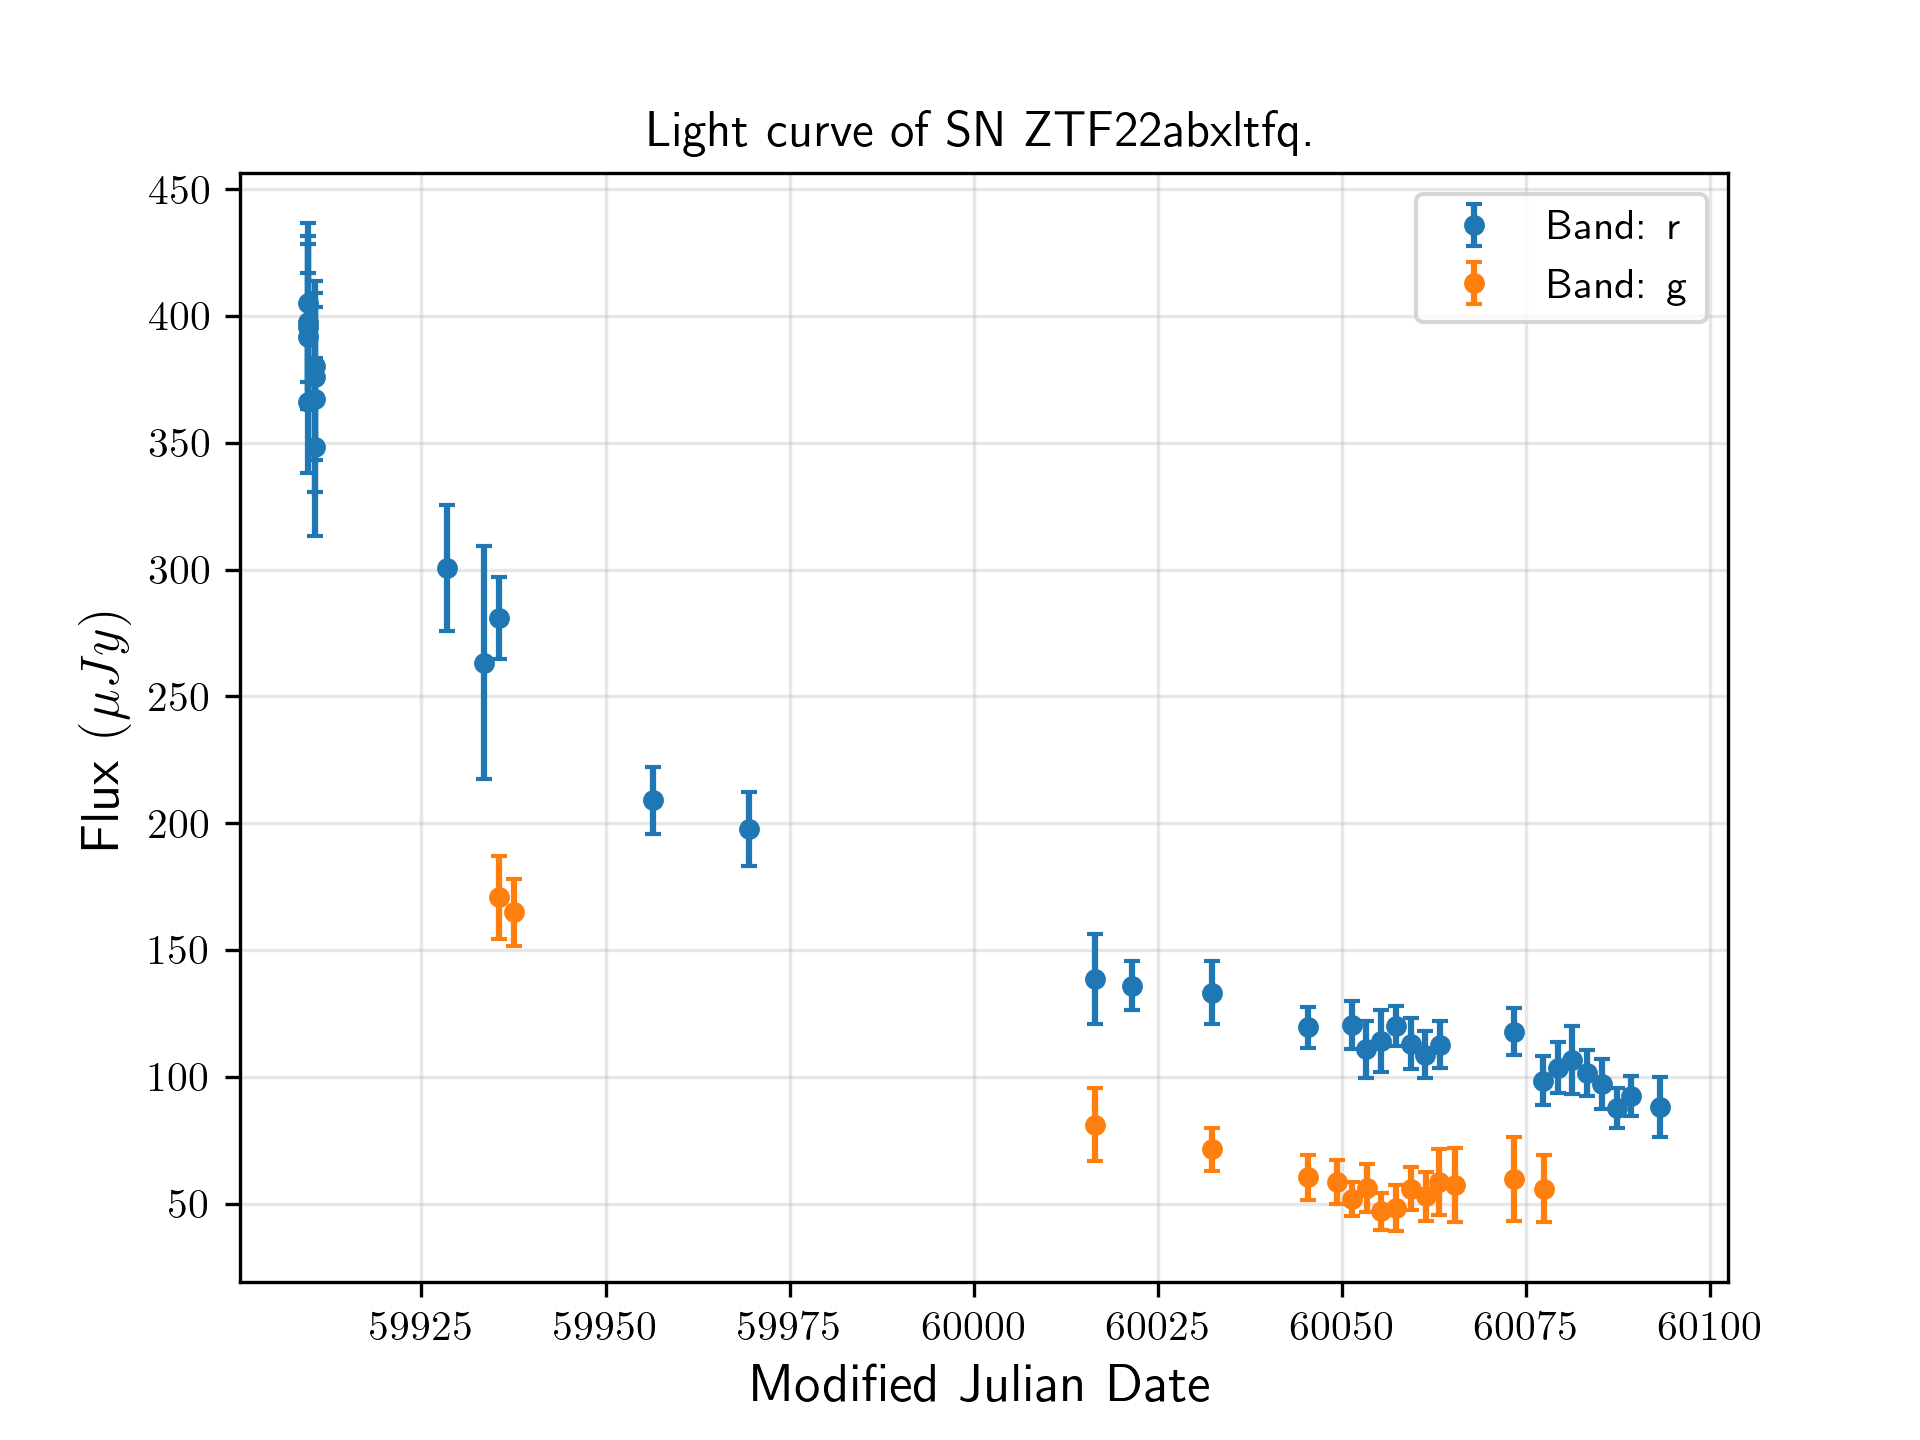 Light curve of SN ZTF22abxltfq.
450
400
350
300
250
200
150
100
50
Flux (μJy)
Band: r
Band: g
59925 59950 59975 60000 60025 60050 60075 60100
Modified Julian Date